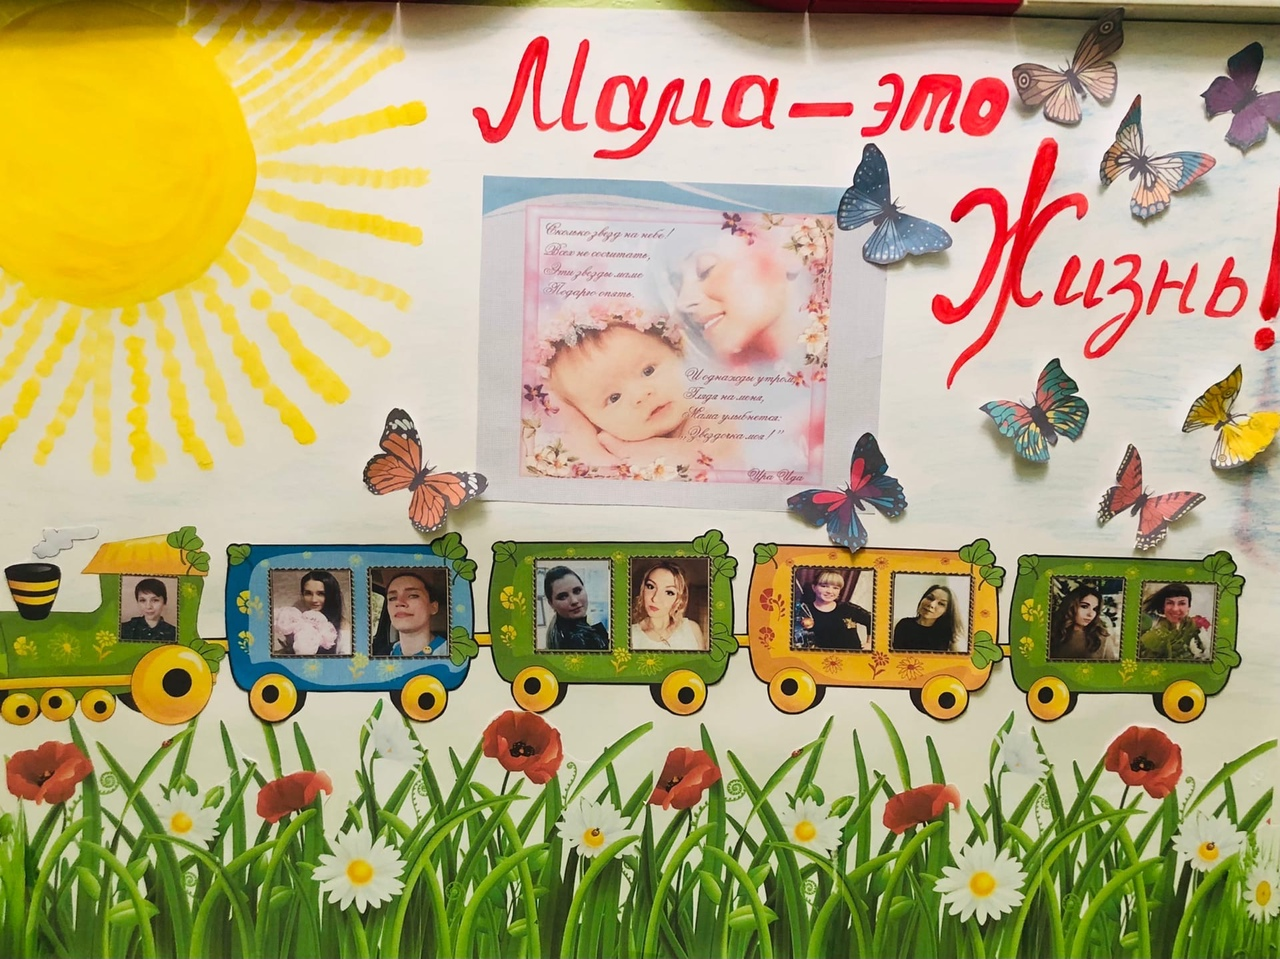 Мама – это
Жизнь!
Сколько звезд на небе!
Всех не сосчитать,
Эти звезды маме
Подарю опять.
И однажды утром,
Глядя на меня,
Мама улыбнется:
„Звездочка моя!”
Ира Ида